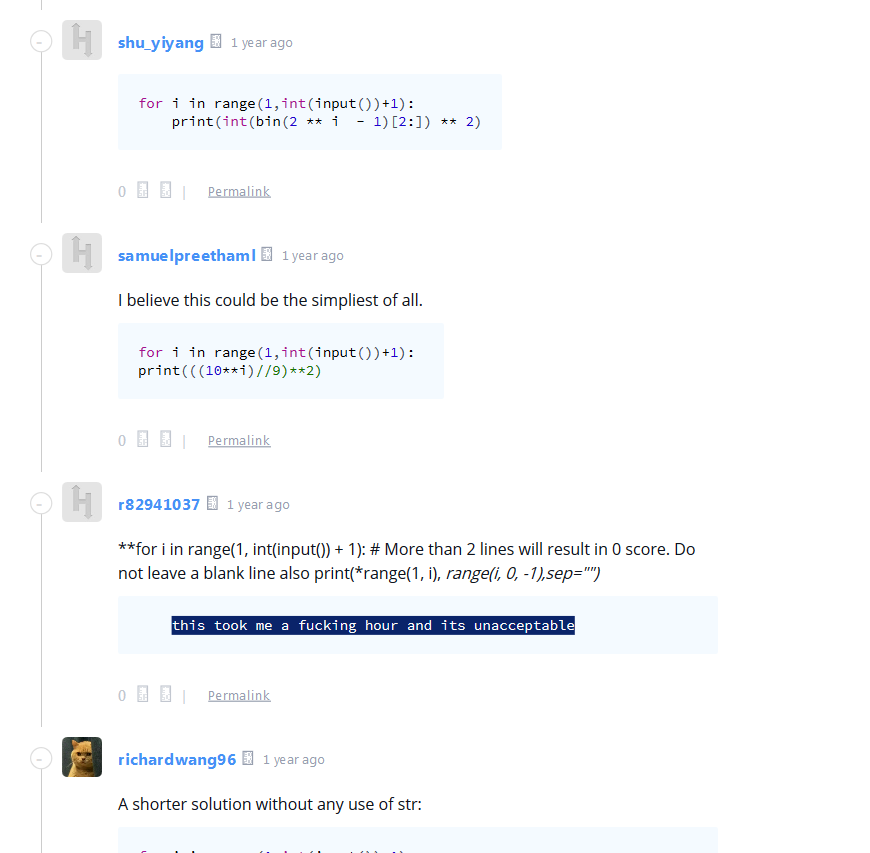 shu_yiyang 1 year ago
for i in range(1,int(input())+1):
    print(int(bin(2 ** i  - 1)[2:]) ** 2)
0 | Permalink
samuelpreethaml 1 year ago
I believe this could be the simpliest of all.
for i in range(1,int(input())+1):
print(((10**i)//9)**2)
0 | Permalink
r82941037 1 year ago
**for i in range(1, int(input()) + 1): # More than 2 lines will result in 0 score. Do
not leave a blank line also print(*range(1, i), range(i, 0, -1),sep="")
this took me a fucking hour and its unacceptable
0 | Permalink
richardwang96 1 year ago
A shorter solution without any use of str: